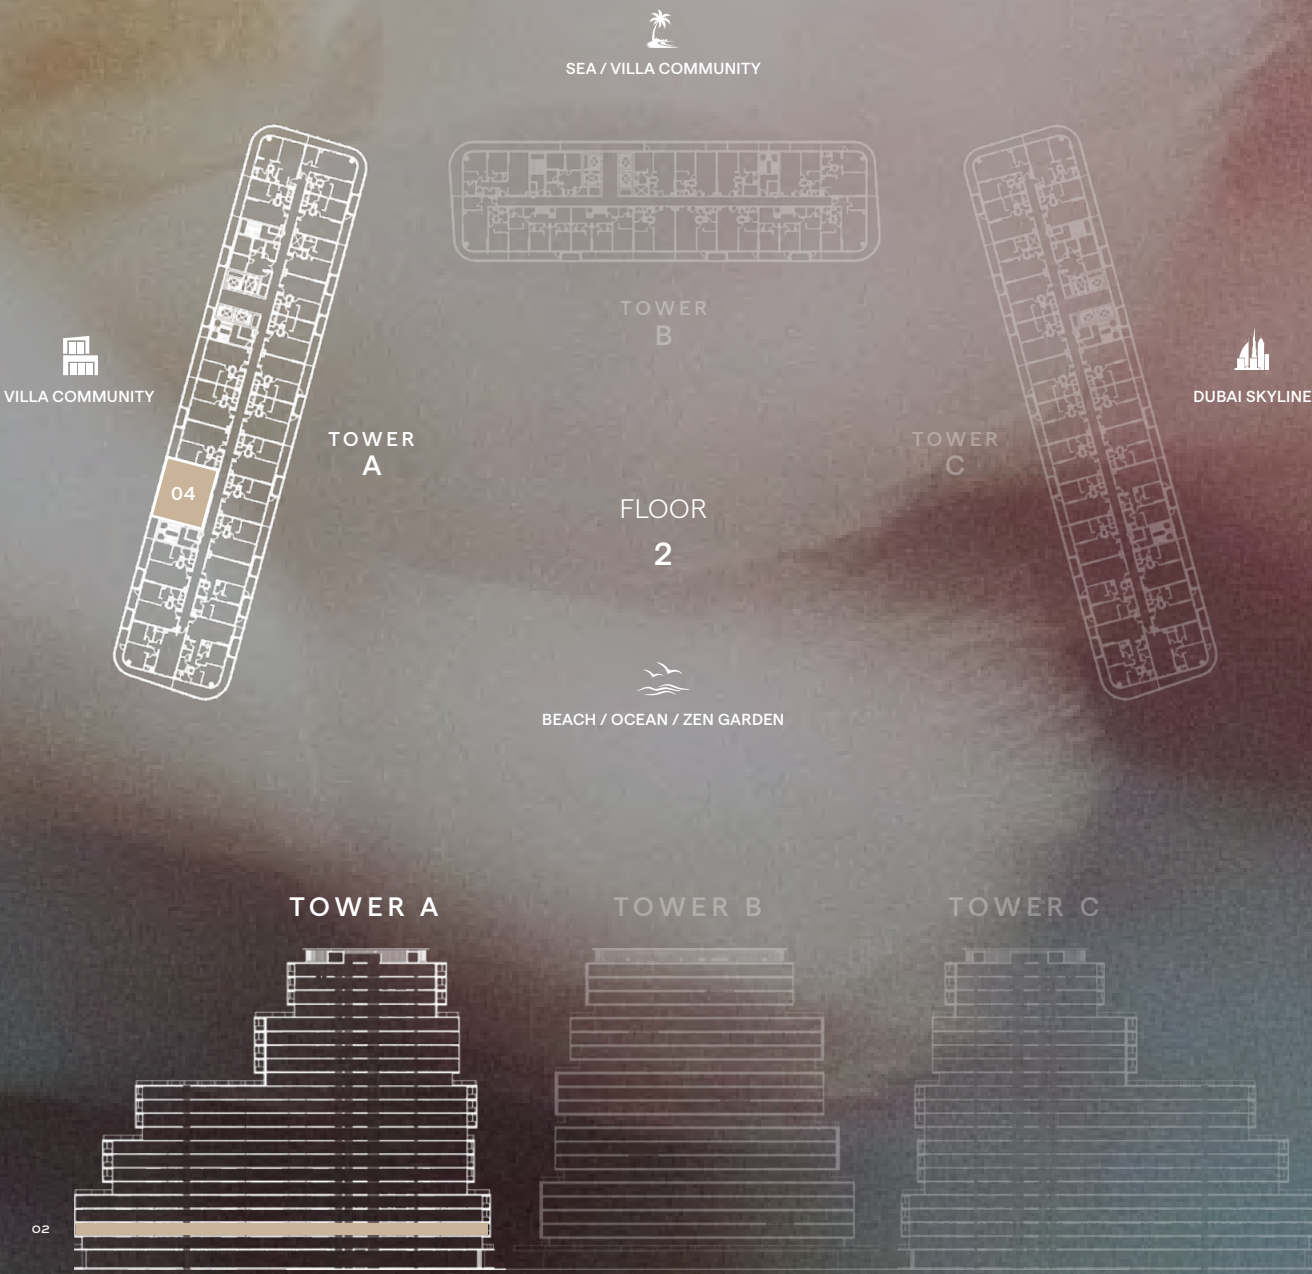 SEA / VILLA COMMUNITY
TOWER
B
VILLA COMMUNITY
DUBAI SKYLINE
TOWER
A
TOWER
C
04
FLOOR
2
BEACH / OCEAN / ZEN GARDEN
TOWER A
TOWER B
TOWER C
02